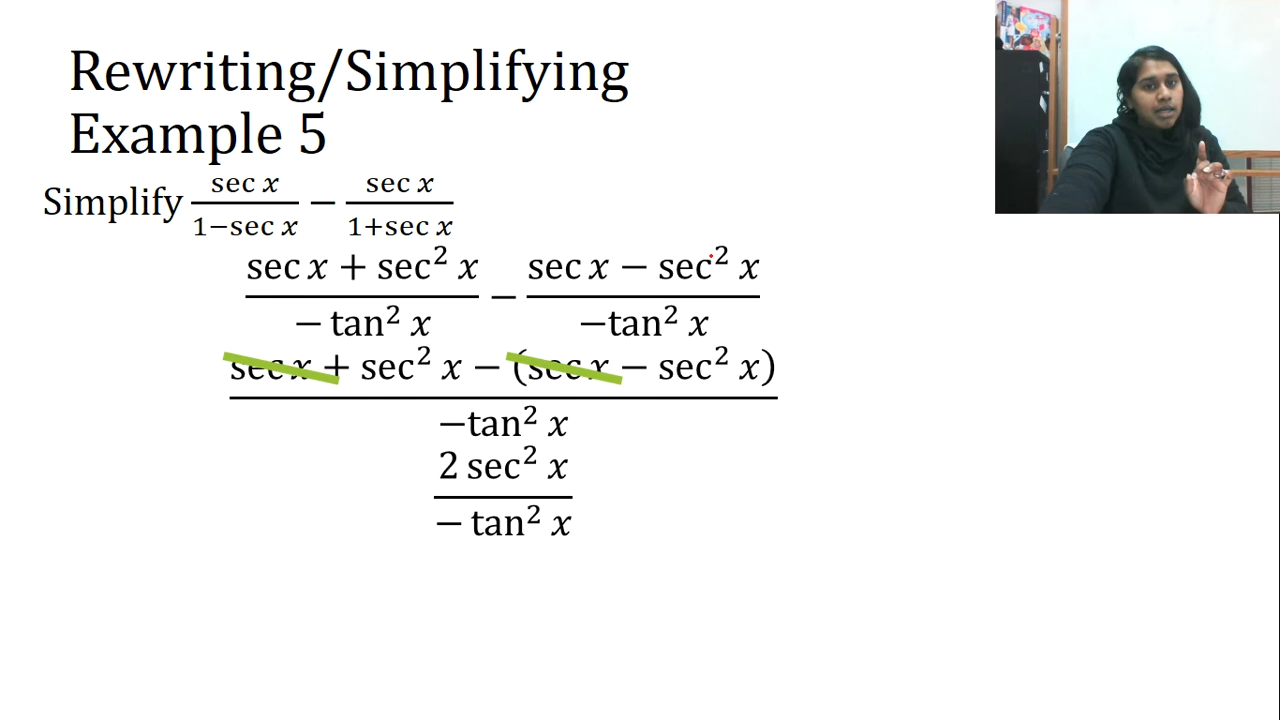 Rewriting/Simplifying
Example 5
Simplify sec x / 1−sec x − sec x / 1+sec x
sec x + sec² x / − tan² x − sec x − sec² x / −tan² x
sec x + sec² x − (sec x − sec² x)
−tan² x
2 sec² x
− tan² x